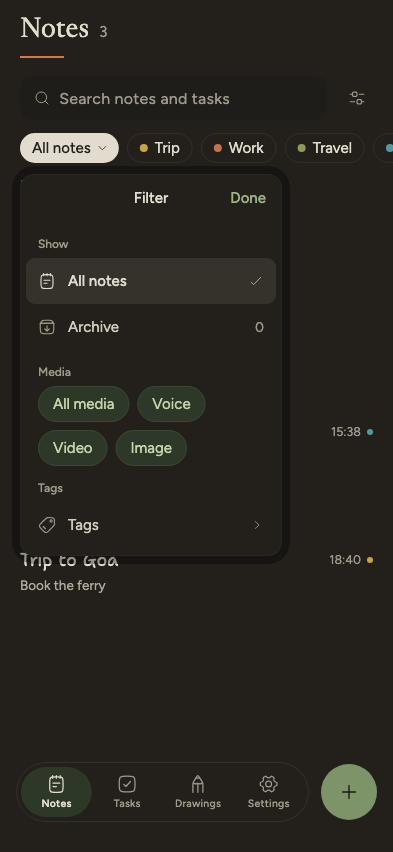 Notes 3
Search notes and tasks
All notes Trip Work Travel
Filter Done
Show
All notes
Archive 0
Media
All media Voice
Video Image
15:38
Tags
Tags
Trip to Goa 18:40
Book the ferry
Notes Tasks Drawings Settings